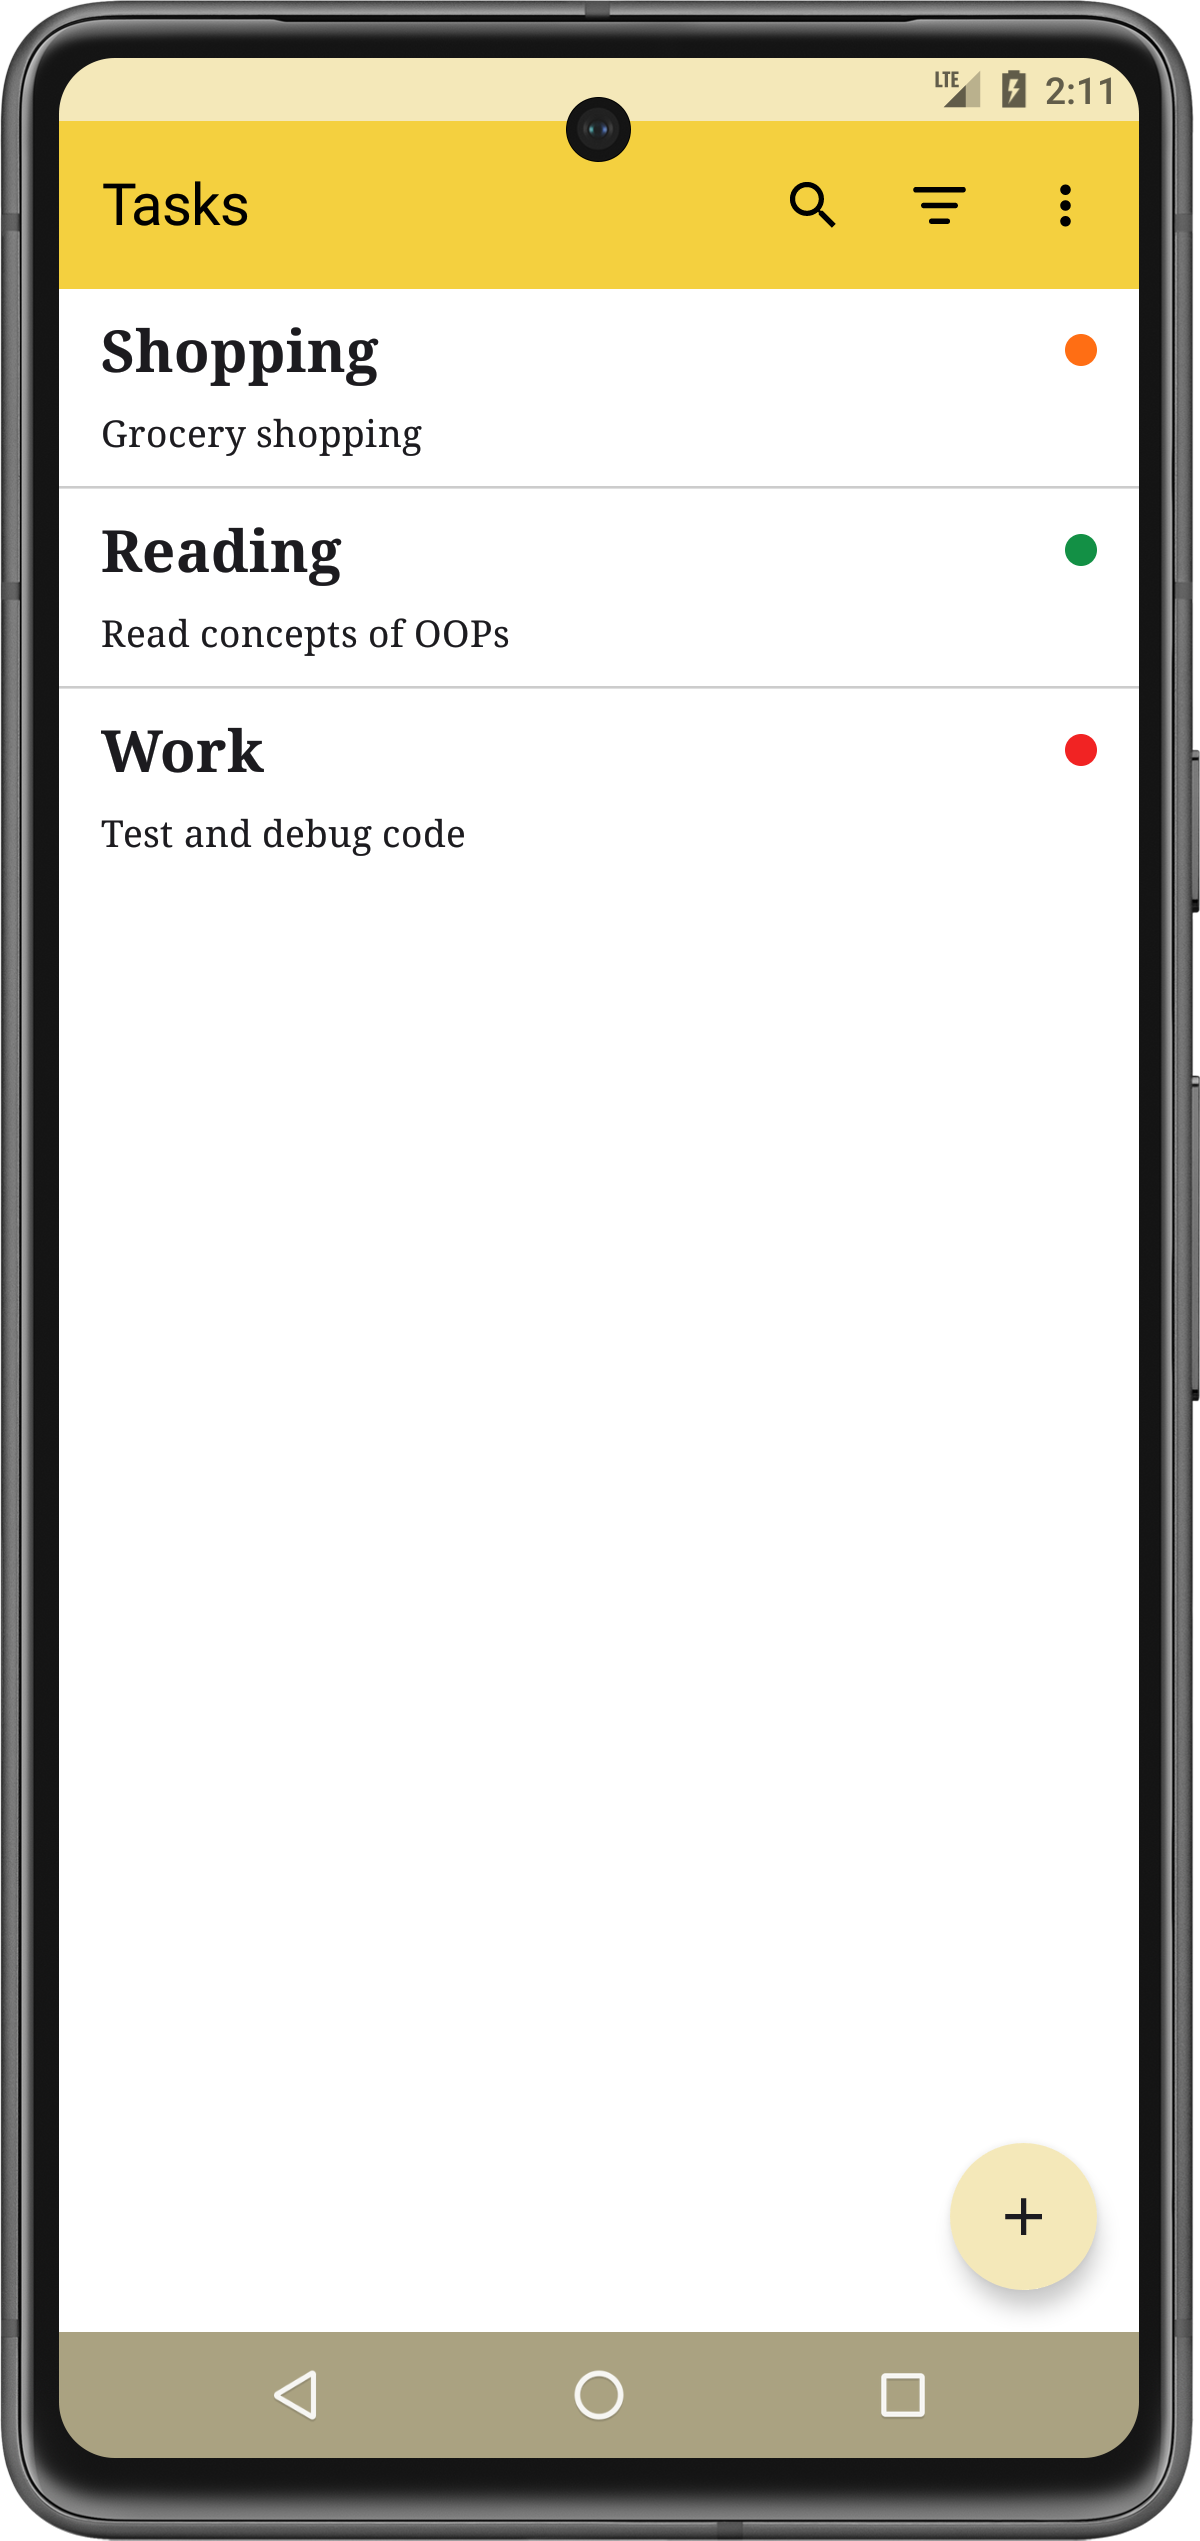 LTE 2:11
Tasks
Shopping
Grocery shopping
Reading
Read concepts of OOPs
Work
Test and debug code